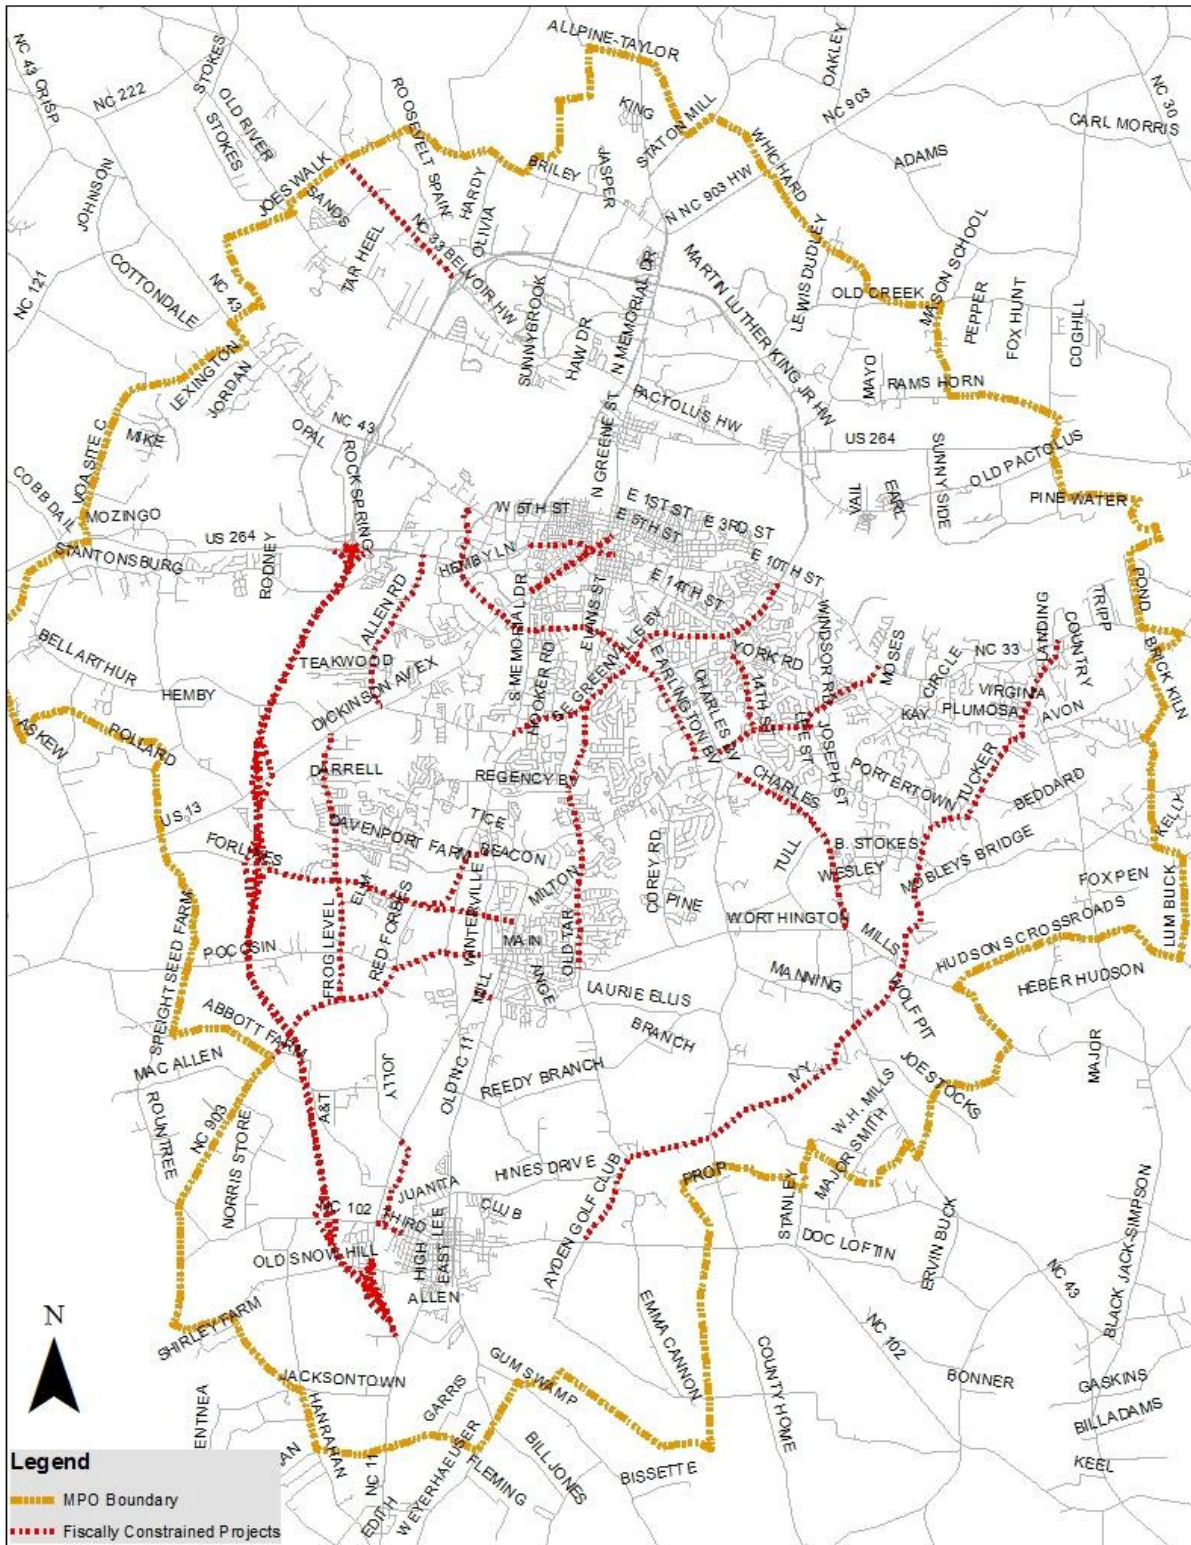 ALLPINE-TAYLOR
OAKLEY
NC 43 CRISP
STOKES
NC 222
OLD RIVER
STOKES
ROOSEVELT SPAIN
KING
STATON MILL
NC 903
NC 30
CARL MORRIS
WHICHARD
ADAMS
JOHNSON
JOES WALK
SANDS
HARDY
OLIVIA
BRILEY
JASPER
N NC 903 HW
TAR HEEL
NC 33 BELVOIR HW
COTTONDALE
NC 43
NC 121
SUNNYBROOK
HAW DR
N MEMORIAL DR
MARTIN LUTHER KING JR HW
LEWIS DUDLEY
OLD CREEK
MASON SCHOOL
PEPPER
FOX HUNT
COGHILL
LEXINGTON
JORDAN
MAYO
RAMS HORN
PACTOLUS HW
NC 43
OPAL
MIKE
VOA SITE C
ROCK SPRING
N GREENE ST
US 264
SUNNY SIDE
OLD PACTOLUS
COBB DAIL
MOZINGO
W 5TH ST
E 1ST ST
E 3RD ST
E 5TH ST
VAIL
EARL
PINEWATER
US 264
STANTONSBURG
RODNEY
HEMBY LN
E 10TH ST
E 14TH ST
ALLEN RD
S MEMORIAL DR
EVANS ST
WINDSOR RD
MOSES
POND
TRIPP
LANDING
COUNTRY
BRICK KILN
BELL ARTHUR
TEAKWOOD
HEMBY
DICKINSON AV EX
HOOKER RD
SE GREENVILLE BV
E ARLINGTON BV
YORK RD
CHARLES BV
14TH ST
CIRCLE
NC 33
VIRGINIA
KAY
PLUMOSA
AVON
ASKEW
POLLARD
JOSEPH ST
DARRELL
REGENCY BV
CHARLES
PORTERTOWN
TUCKER
BEDDARD
US 13
TICE
KELLY
FORLINES
DAVENPORT FARM
BEACON
TULL
B. STOKES
WESLEY
MOBLEYS BRIDGE
FOXPEN
ELM
MILTON
COREY RD
PINE
WINTERVILLE
WORTHINGTON
MILLS
HUDSONS CROSSROADS
LUM BUCK
SPEIGHT SEED FARM
POCOSIN
FROG LEVEL
RED FORBES
MAIN
OLD TAR
MANNING
HEBER HUDSON
MILL
ANGE
LAURIE ELLIS
WOLF PIT
ABBOTT FARM
BRANCH
MAC ALLEN
JOLLY
OLD NC 11
REEDY BRANCH
IVY
JOE STOCKS
MAJOR
ROUNTREE
NC 903
NORRIS STORE
A&T
W.H. MILLS
MAJOR SMITH
HINES DRIVE
PROP
STANLEY
JUANITA
NC 102
THIRD
CLUB
AYDEN GOLF CLUB
DOC LOFTIN
ERVIN BUCK
BLACK JACK-SIMPSON
OLD SNOW HILL
HIGH
EAST
LEE
ALLEN
NC 43
EMMA CANNON
NC 102
SHIRLEY FARM
N
GUM SWAMP
COUNTY HOME
BONNER
GASKINS
JACKSONTOWN
GARRIS
BILL ADAMS
ENTNEA
HANRAHAN
AN
BILL JONES
BISSETTE
KEEL
NC 11
WEYERHAEUSER
FLEMING
EDITH
Legend
MPO Boundary
Fiscally Constrained Projects